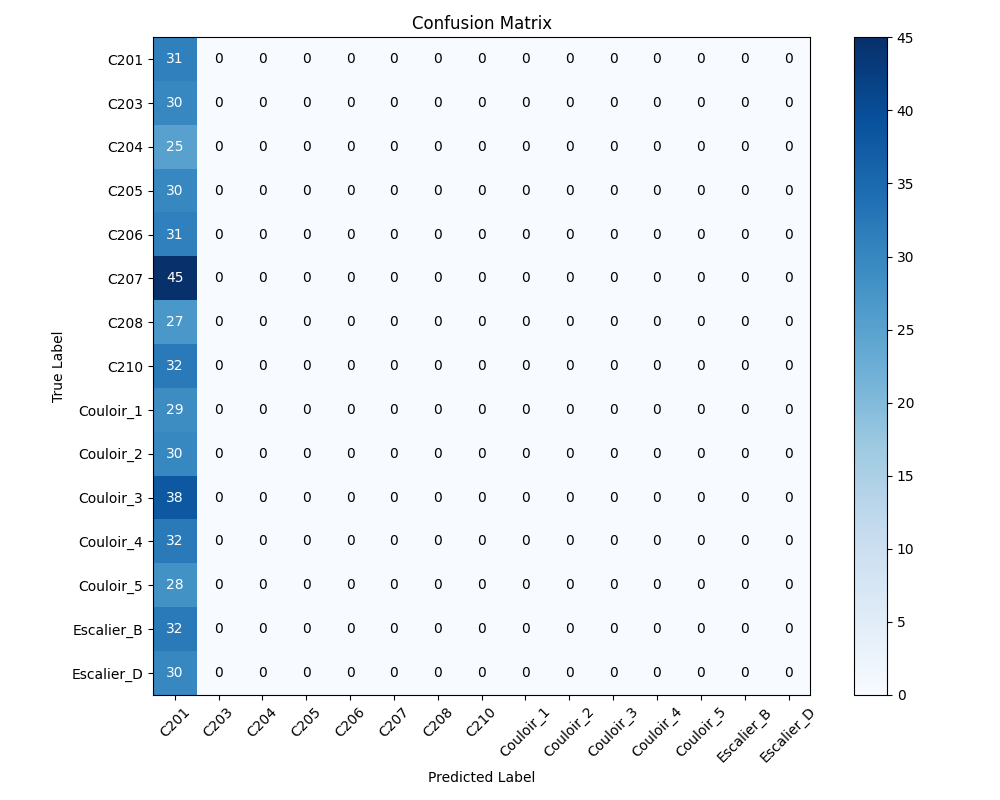 Confusion Matrix
C201 31 0 0 0 0 0 0 0 0 0 0 0 0 0 0
C203 30 0 0 0 0 0 0 0 0 0 0 0 0 0 0
C204 25 0 0 0 0 0 0 0 0 0 0 0 0 0 0
C205 30 0 0 0 0 0 0 0 0 0 0 0 0 0 0
C206 31 0 0 0 0 0 0 0 0 0 0 0 0 0 0
C207 45 0 0 0 0 0 0 0 0 0 0 0 0 0 0
C208 27 0 0 0 0 0 0 0 0 0 0 0 0 0 0
C210 32 0 0 0 0 0 0 0 0 0 0 0 0 0 0
Couloir_1 29 0 0 0 0 0 0 0 0 0 0 0 0 0 0
Couloir_2 30 0 0 0 0 0 0 0 0 0 0 0 0 0 0
Couloir_3 38 0 0 0 0 0 0 0 0 0 0 0 0 0 0
Couloir_4 32 0 0 0 0 0 0 0 0 0 0 0 0 0 0
Couloir_5 28 0 0 0 0 0 0 0 0 0 0 0 0 0 0
Escalier_B 32 0 0 0 0 0 0 0 0 0 0 0 0 0 0
Escalier_D 30 0 0 0 0 0 0 0 0 0 0 0 0 0 0
C201 C203 C204 C205 C206 C207 C208 C210 Couloir_1 Couloir_2 Couloir_3 Couloir_4 Couloir_5 Escalier_B Escalier_D
Predicted Label
True Label
45
40
35
30
25
20
15
10
5
0